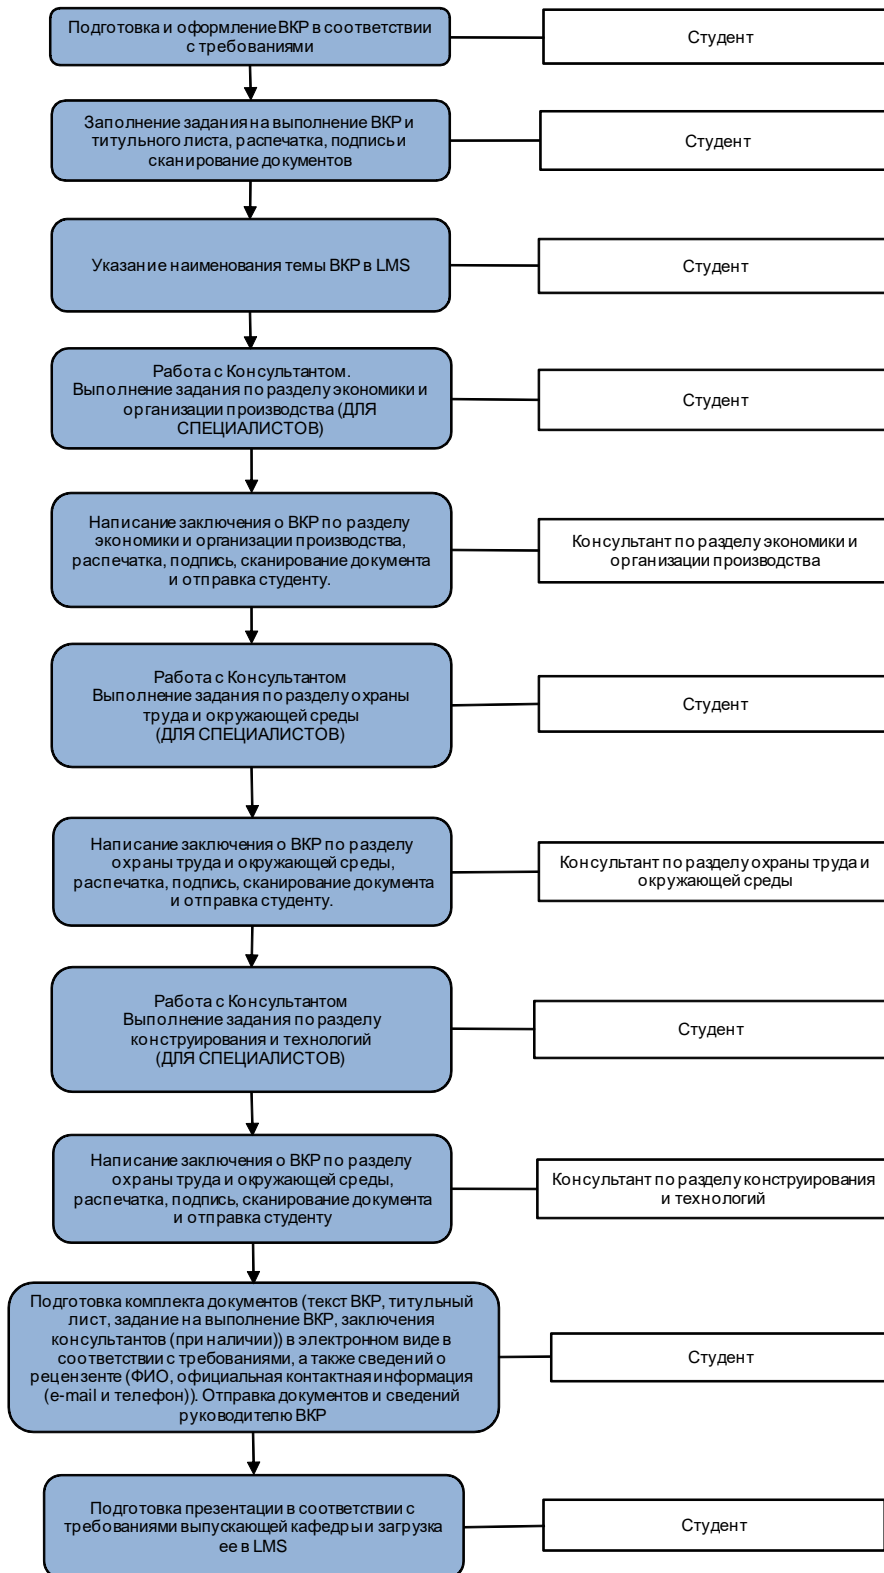 Подготовка и оформление ВКР в соответствии
с требованиями
Студент
Заполнение задания на выполнение ВКР и
титульного листа, распечатка, подпись и
сканирование документов
Студент
Указание наименования темы ВКР в LMS
Студент
Работа с Консультантом.
Выполнение задания по разделу экономики и
организации производства (ДЛЯ
СПЕЦИАЛИСТОВ)
Студент
Написание заключения о ВКР по разделу
экономики и организации производства,
распечатка, подпись, сканирование документа
и отправка студенту.
Консультант по разделу экономики и
организации производства
Работа с Консультантом
Выполнение задания по разделу охраны
труда и окружающей среды
(ДЛЯ СПЕЦИАЛИСТОВ)
Студент
Написание заключения о ВКР по разделу
охраны труда и окружающей среды,
распечатка, подпись, сканирование документа
и отправка студенту.
Консультант по разделу охраны труда и
окружающей среды
Работа с Консультантом
Выполнение задания по разделу
конструирования и технологий
(ДЛЯ СПЕЦИАЛИСТОВ)
Студент
Написание заключения о ВКР по разделу
охраны труда и окружающей среды,
распечатка, подпись, сканирование документа
и отправка студенту
Консультант по разделу конструирования
и технологий
Подготовка комплекта документов (текст ВКР, титульный
лист, задание на выполнение ВКР, заключения
консультантов (при наличии)) в электронном виде в
соответствии с требованиями, а также сведений о
рецензенте (ФИО, официальная контактная информация
(e-mail и телефон)). Отправка документов и сведений
руководителю ВКР
Студент
Подготовка презентации в соответствии с
требованиями выпускающей кафедры и загрузка
ее в LMS
Студент